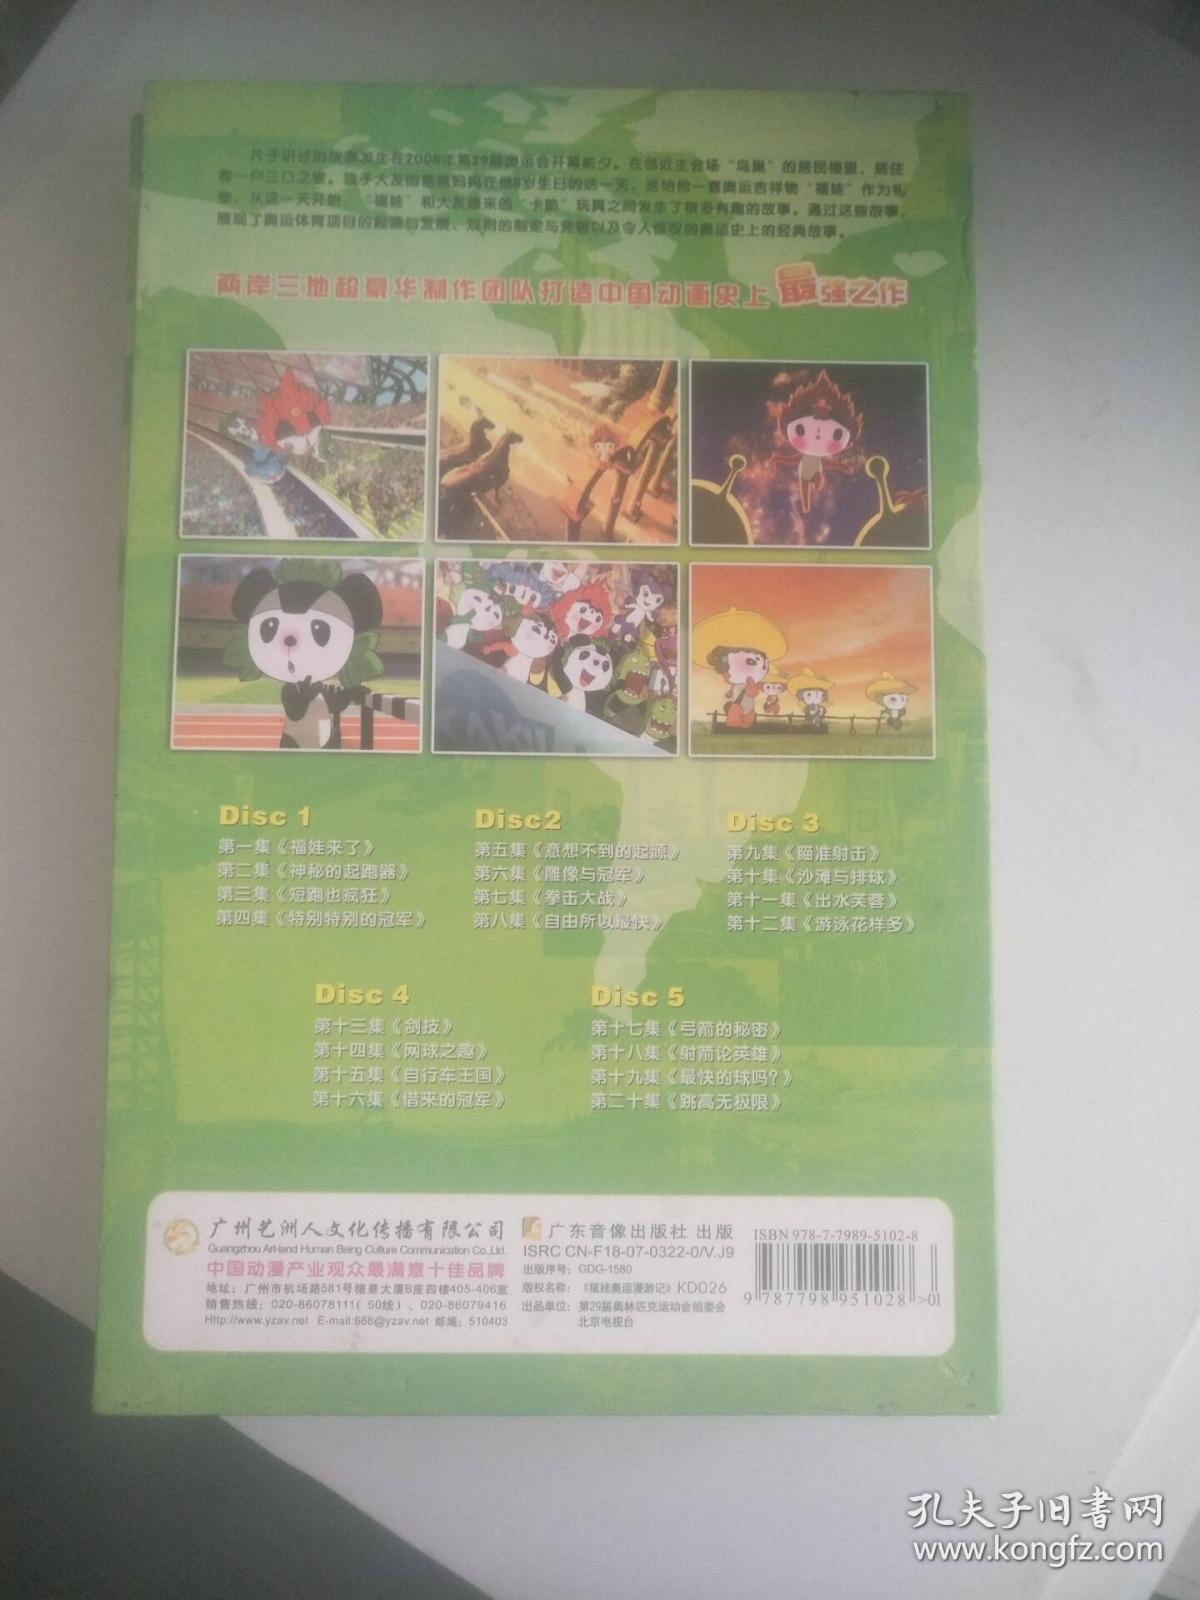 片子讲述的故事发生在2008年第29届奥运会开幕前夕。在邻近主会场“鸟巢”的居民楼里，居住
着一户三口之家。孩子大友的爸爸妈妈在他8岁生日的这一天，送给他一套奥运吉祥物“福娃”作为礼
物，从这一天开始，“福娃”和大友原来的“卡酷”玩具之间发生了很多有趣的故事。通过这些故事，
展现了奥运体育项目的起源与发展、规则的制定与完善以及令人惊叹的奥运史上的经典故事。
两岸三地超豪华制作团队打造中国动画史上最强之作
KAKU
Disc 1
第一集《福娃来了》
第二集《神秘的起跑器》
第三集《短跑也疯狂》
第四集《特别特别的冠军》
Disc2
第五集《意想不到的起源》
第六集《雕像与冠军》
第七集《拳击大战》
第八集《自由所以最快》
Disc 3
第九集《瞄准射击》
第十集《沙滩与排球》
第十一集《出水芙蓉》
第十二集《游泳花样多》
Disc 4
第十三集《剑技》
第十四集《网球之趣》
第十五集《自行车王国》
第十六集《借来的冠军》
Disc 5
第十七集《弓箭的秘密》
第十八集《射箭论英雄》
第十九集《最快的球吗？》
第二十集《跳高无极限》
广州艺洲人文化传播有限公司
Guangzhou Art-land Human Being Culture Communication Co.,Ltd.
中国动漫产业观众最满意十佳品牌
地址：广州市机场路581号穗景大厦B座四楼405-406室
销售热线：020-86078111（50线）、020-86079416
Http://www.yzav.net E-mail:666@yzav.net 邮编：510403
广东音像出版社 出版
ISRC CN-F18-07-0322-0/V.J9
出版序号：GDG-1580
版权名称：《福娃奥运漫游记》KD026
出品单位：第29届奥林匹克运动会组委会
北京电视台
ISBN 978-7-7989-5102-8
9 787798 951028 >01
孔夫子旧书网
www.kongfz.com